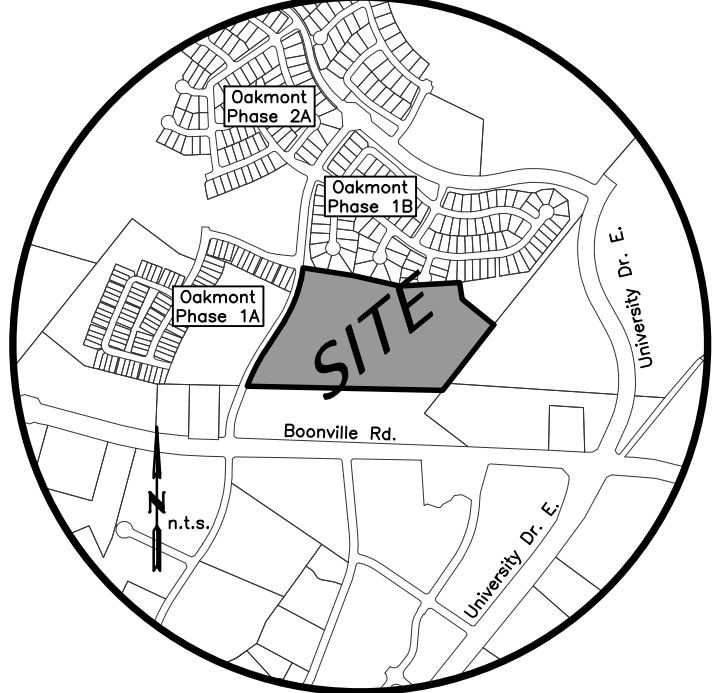 Oakmont
Phase 2A
Oakmont
Phase 1B
University Dr. E.
Oakmont
Phase 1A
SITE
Boonville Rd.
N
n.t.s.
University Dr. E.